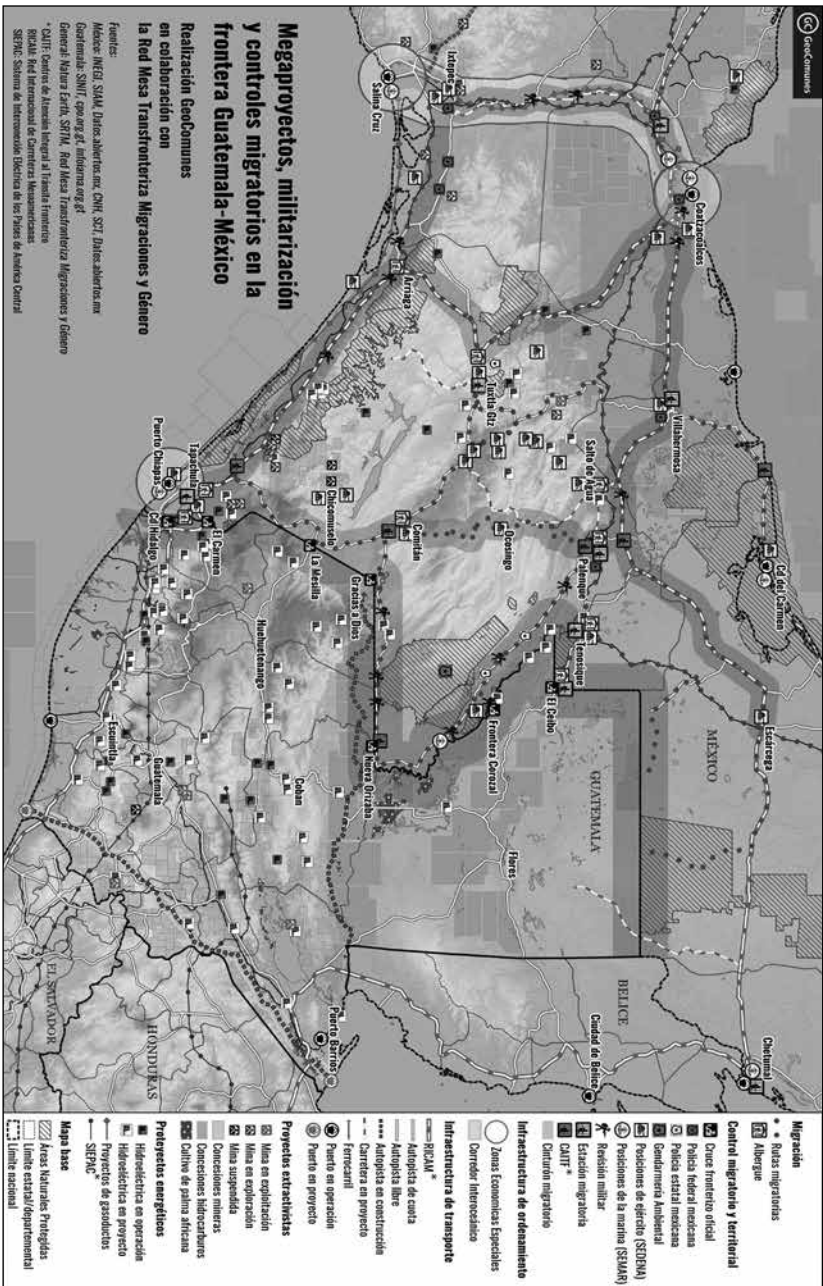 GC GeoComunes
Megaproyectos, militarización
y controles migratorios en la
frontera Guatemala-México
Realización GeoComunes
en colaboración con
la Red Mesa Transfronteriza Migraciones y Género
Fuentes:
México: INEGI, SIAM, Datos.abiertos.mx, CNH, SCT, Datos.abiertos.mx
Guatemala: SINIT, cpo.org.gt, infoiarna.org.gt
General: Natura Earth, SRTM, Red Mesa Transfronteriza Migraciones y Género
* CAITF: Centros de Atención Integral al Tránsito Fronterizo
RICAM: Red Internacional de Carreteras Mesoamericanas
SIEPAC: Sistema de Interconexión Eléctrica de los Países de América Central
Salina Cruz
Ixtepec
Coatzacoalcos
Arriaga
Tuxtla Gtz
Villahermosa
Cd del Carmen
Salto de Agua
Palenque
Ocosingo
Comitán
Chicomuselo
Puerto Chiapas
Tapachula
Cd Hidalgo
El Carmen
La Mesilla
Gracias a Dios
Huehuetenango
Tenosique
El Ceibo
Frontera Corozal
Nueva Orizaba
Escárcega
MÉXICO
GUATEMALA
Flores
Coban
Guatemala
Escuintla
Puerto Barrios
BELICE
Ciudad de Belice
Chetumal
HONDURAS
EL SALVADOR
Migración
Rutas migratorias
Albergue
Control migratorio y territorial
Cruce fronterizo oficial
Policia federal mexicana
Policia estatal mexicana
Gendarmería Ambiental
Posiciones de ejército (SEDENA)
Posiciones de la marina (SEMAR)
Revisión militar
Estación migratoria
CAITF *
Cinturón migratorio
Infraestructura de ordenamiento
Zonas Economicas Especiales
Corredor Interoceánico
Infraestructura de transporte
RICAM *
Autopista de cuota
Autopista libre
Autopista en construcción
Carretera en proyecto
Ferrocarril
Puerto en operación
Puerto en proyecto
Proyectos extractivistas
Mina en explotación
Mina en exploración
Mina suspendida
Concesiones mineras
Concesiones hidrocarburos
Cultivo de palma africana
Proteyectos energéticos
Hidroeléctrica en operación
Hidroeléctrica en proyecto
Proyectos de gasoductos
SIEPAC *
Mapa base
Áreas Naturales Protegidas
Límite estatal/departemental
Límite nacional